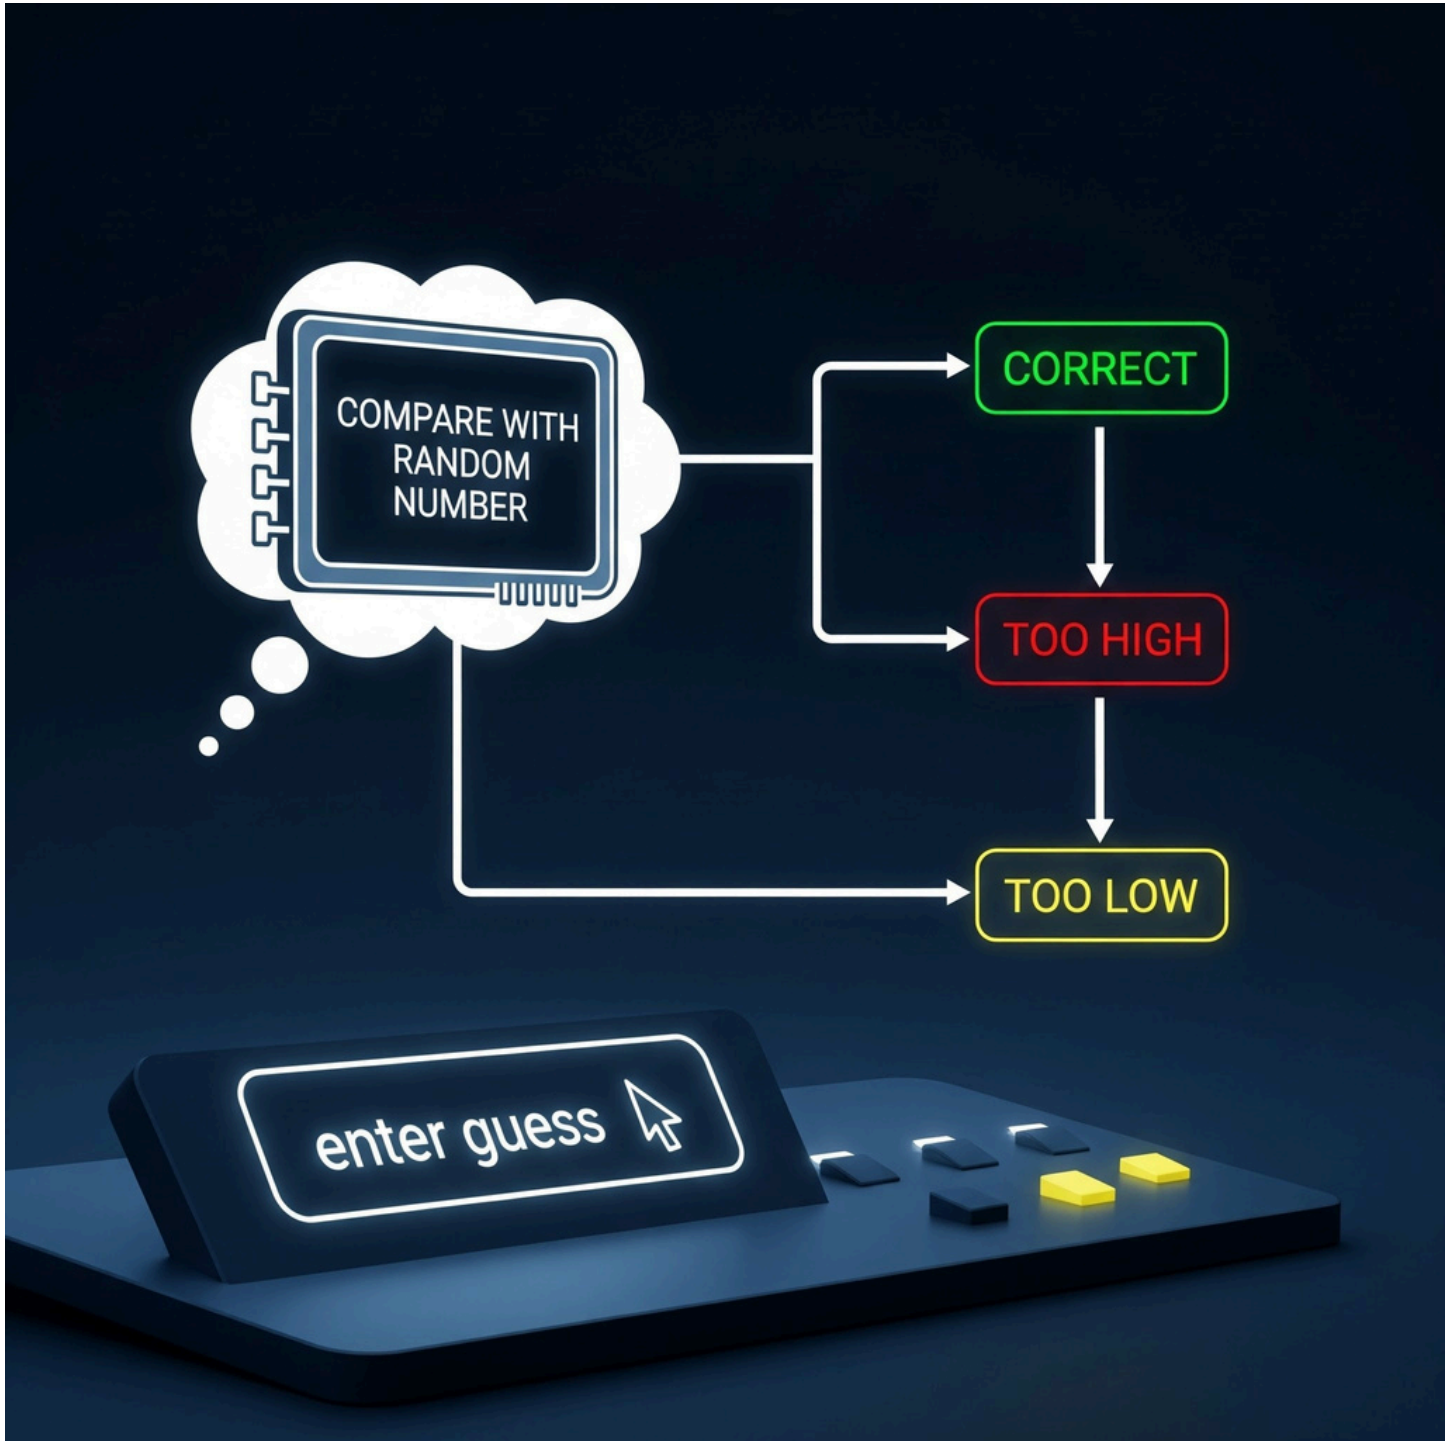 COMPARE WITH
RANDOM
NUMBER
CORRECT
TOO HIGH
TOO LOW
enter guess